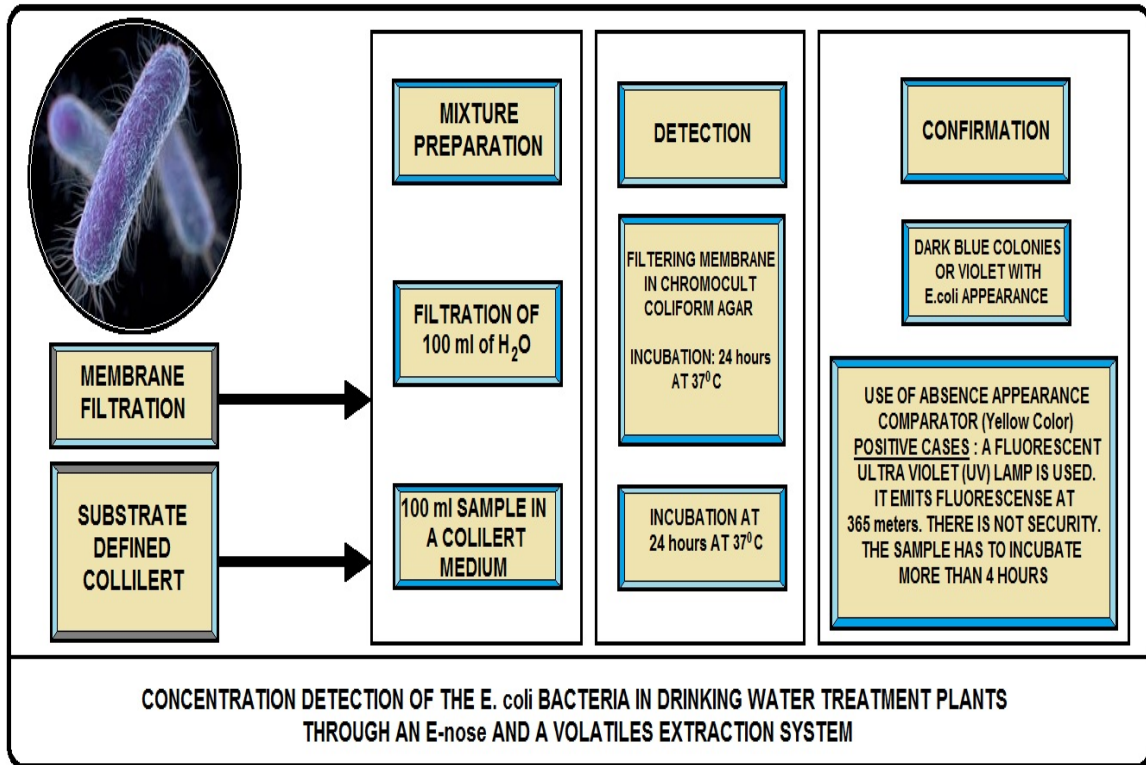 MIXTURE
PREPARATION
DETECTION
CONFIRMATION
MEMBRANE
FILTRATION
FILTRATION OF
100 ml of H₂O
FILTERING MEMBRANE
IN CHROMOCULT
COLIFORM AGAR
INCUBATION: 24 hours
AT 37⁰ C
DARK BLUE COLONIES
OR VIOLET WITH
E.coli APPEARANCE
SUBSTRATE
DEFINED
COLLILERT
100 ml SAMPLE IN
A COLILERT
MEDIUM
INCUBATION AT
24 hours AT 37⁰ C
USE OF ABSENCE APPEARANCE
COMPARATOR (Yellow Color)
POSITIVE CASES : A FLUORESCENT
ULTRA VIOLET (UV) LAMP IS USED.
IT EMITS FLUORESCENSE AT
365 meters. THERE IS NOT SECURITY.
THE SAMPLE HAS TO INCUBATE
MORE THAN 4 HOURS
CONCENTRATION DETECTION OF THE E. coli BACTERIA IN DRINKING WATER TREATMENT PLANTS
THROUGH AN E-nose AND A VOLATILES EXTRACTION SYSTEM